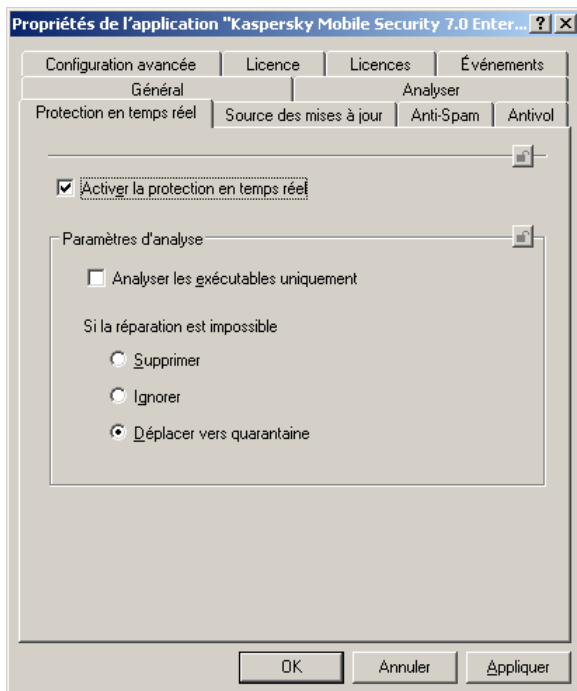 Propriétés de l'application "Kaspersky Mobile Security 7.0 Enter...
Configuration avancée Licence Licences Événements
Général Analyser
Protection en temps réel Source des mises à jour Anti-Spam Antivol
Activer la protection en temps réel
Paramètres d'analyse
Analyser les exécutables uniquement
Si la réparation est impossible
Supprimer
Ignorer
Déplacer vers quarantaine
OK Annuler Appliquer